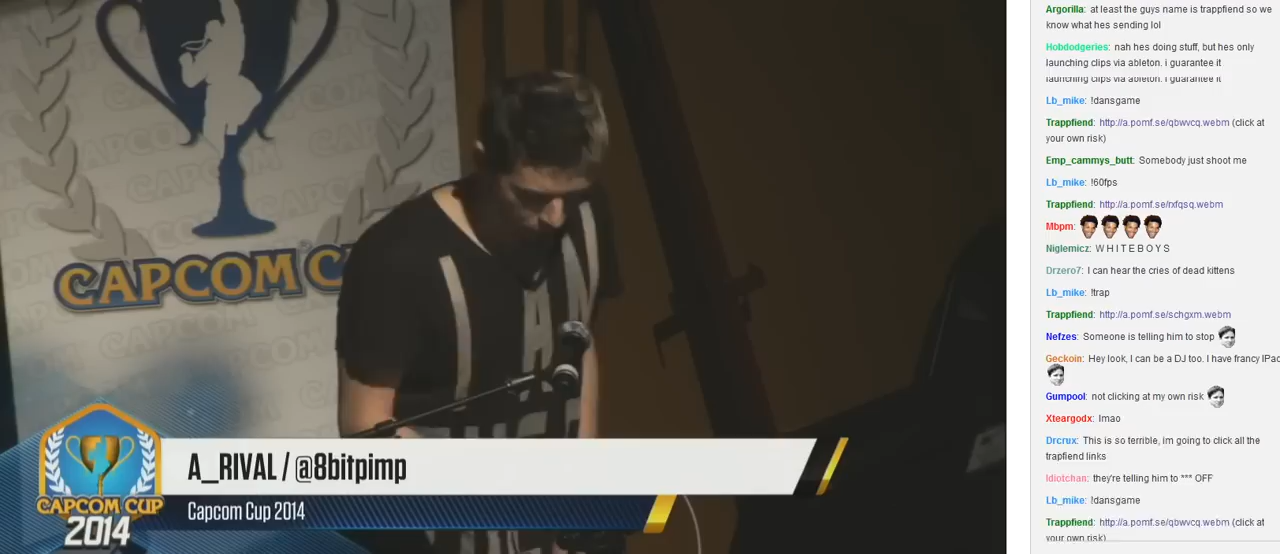 CAPCOM C
A_RIVAL / @8bitpimp
Capcom Cup 2014
CAPCOM CUP
2014
Argorilla: at least the guys name is trappfiend so we
know what hes sending lol
Hobdodgeries: nah hes doing stuff, but hes only
launching clips via ableton. i guarantee it
launching clips via ableton. i guarantee it
Lb_mike: !dansgame
Trappfiend: http://a.pomf.se/qbwvcq.webm (click at
your own risk)
Emp_cammys_butt: Somebody just shoot me
Lb_mike: !60fps
Trappfiend: http://a.pomf.se/rxfqsq.webm
Mbpm:
Niglemicz: W H I T E B O Y S
Drzero7: I can hear the cries of dead kittens
Lb_mike: !trap
Trappfiend: http://a.pomf.se/schgxm.webm
Nefzes: Someone is telling him to stop
Geckoin: Hey look, I can be a DJ too. I have francy IPad
Gumpool: not clicking at my own risk
Xteargodx: lmao
Drcrux: This is so terrible, im going to click all the
trapfiend links
Idiotchan: they're telling him to *** OFF
Lb_mike: !dansgame
Trappfiend: http://a.pomf.se/qbwvcq.webm (click at
your own risk)